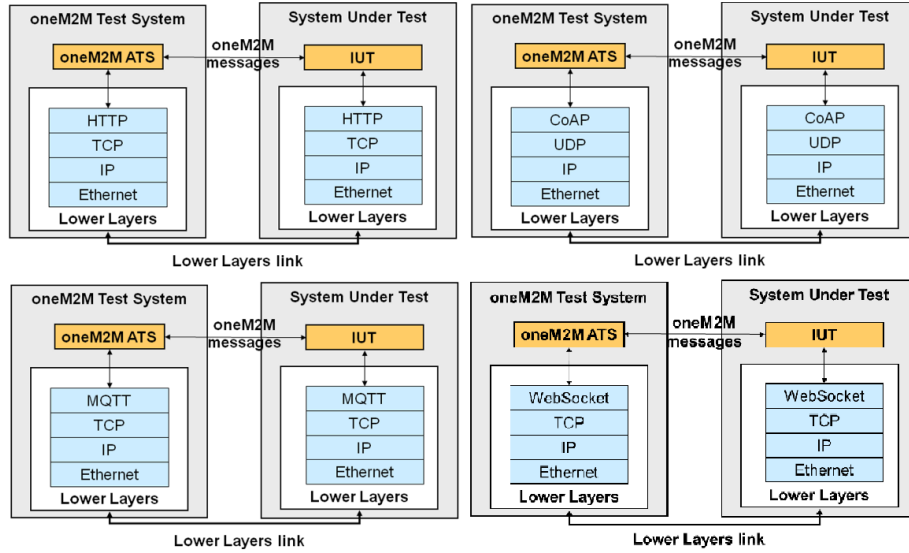 oneM2M Test System
System Under Test
oneM2M ATS
oneM2M
messages
IUT
HTTP
TCP
IP
Ethernet
Lower Layers
HTTP
TCP
IP
Ethernet
Lower Layers
Lower Layers link
oneM2M Test System
System Under Test
oneM2M ATS
oneM2M
messages
IUT
CoAP
UDP
IP
Ethernet
Lower Layers
CoAP
UDP
IP
Ethernet
Lower Layers
Lower Layers link
oneM2M Test System
System Under Test
oneM2M ATS
oneM2M
messages
IUT
MQTT
TCP
IP
Ethernet
Lower Layers
MQTT
TCP
IP
Ethernet
Lower Layers
Lower Layers link
oneM2M Test System
System Under Test
oneM2M ATS
oneM2M
messages
IUT
WebSocket
TCP
IP
Ethernet
Lower Layers
WebSocket
TCP
IP
Ethernet
Lower Layers
Lower Layers link